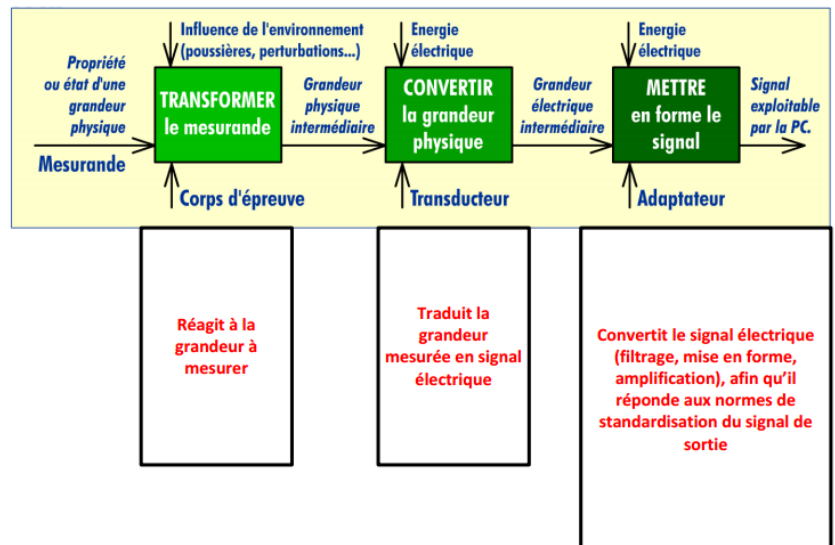 Influence de l'environnement
(poussières, perturbations...)
Energie
électrique
Energie
électrique
Propriété
ou état d'une
grandeur
physique
Mesurande
TRANSFORMER
le mesurande
Grandeur
physique
intermédiaire
CONVERTIR
la grandeur
physique
Grandeur
électrique
intermédiaire
METTRE
en forme le
signal
Signal
exploitable
par la PC.
Corps d'épreuve
Transducteur
Adaptateur
Réagit à la
grandeur à
mesurer
Traduit la
grandeur
mesurée en signal
électrique
Convertit le signal électrique
(filtrage, mise en forme,
amplification), afin qu’il
réponde aux normes de
standardisation du signal de
sortie